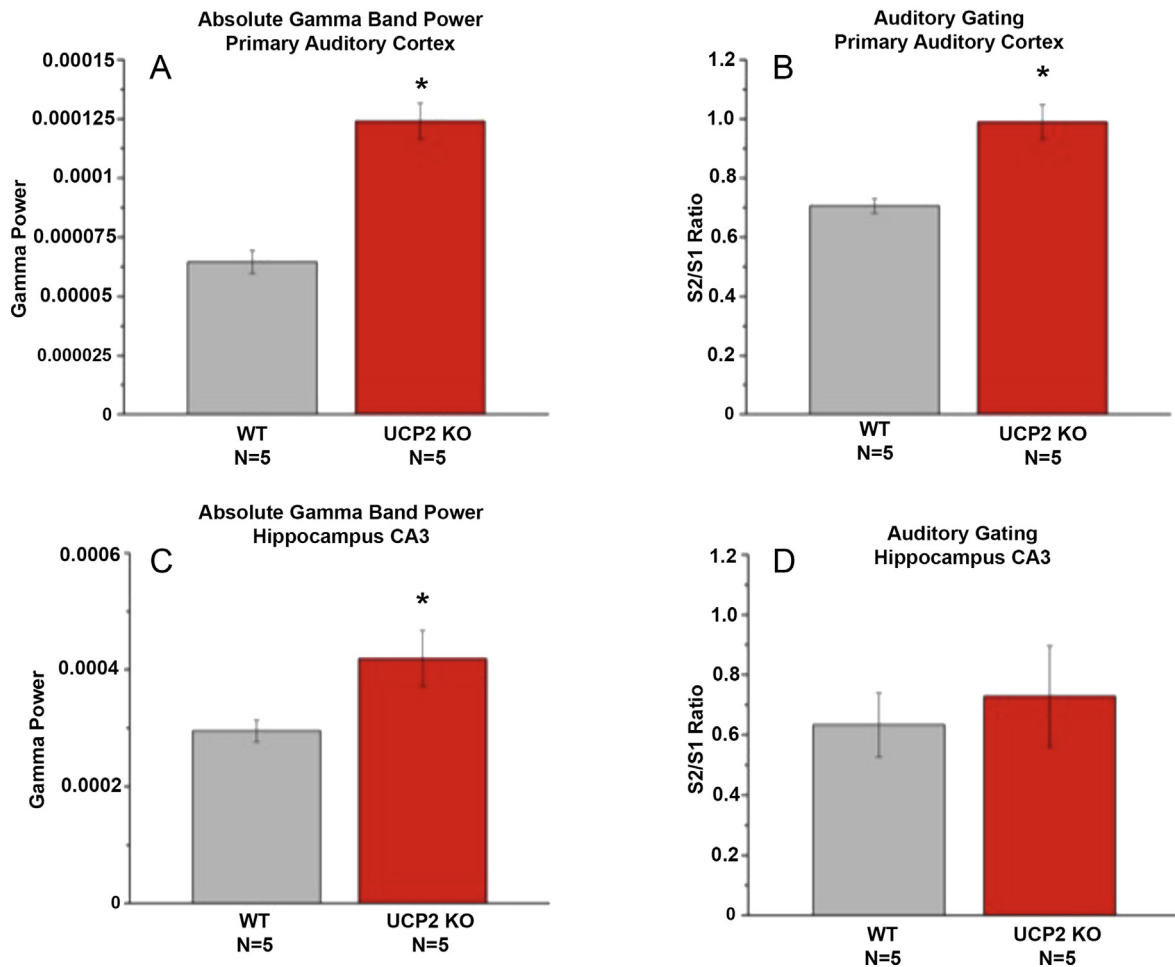 Absolute Gamma Band Power
Primary Auditory Cortex
A
*
0.00015
0.000125
0.0001
0.000075
0.00005
0.000025
0
Gamma Power
WT
N=5
UCP2 KO
N=5
Auditory Gating
Primary Auditory Cortex
B
*
1.2
1.0
0.8
0.6
0.4
0.2
0
S2/S1 Ratio
WT
N=5
UCP2 KO
N=5
Absolute Gamma Band Power
Hippocampus CA3
C
*
0.0006
0.0004
0.0002
0
Gamma Power
WT
N=5
UCP2 KO
N=5
Auditory Gating
Hippocampus CA3
D
1.2
1.0
0.8
0.6
0.4
0.2
0
S2/S1 Ratio
WT
N=5
UCP2 KO
N=5